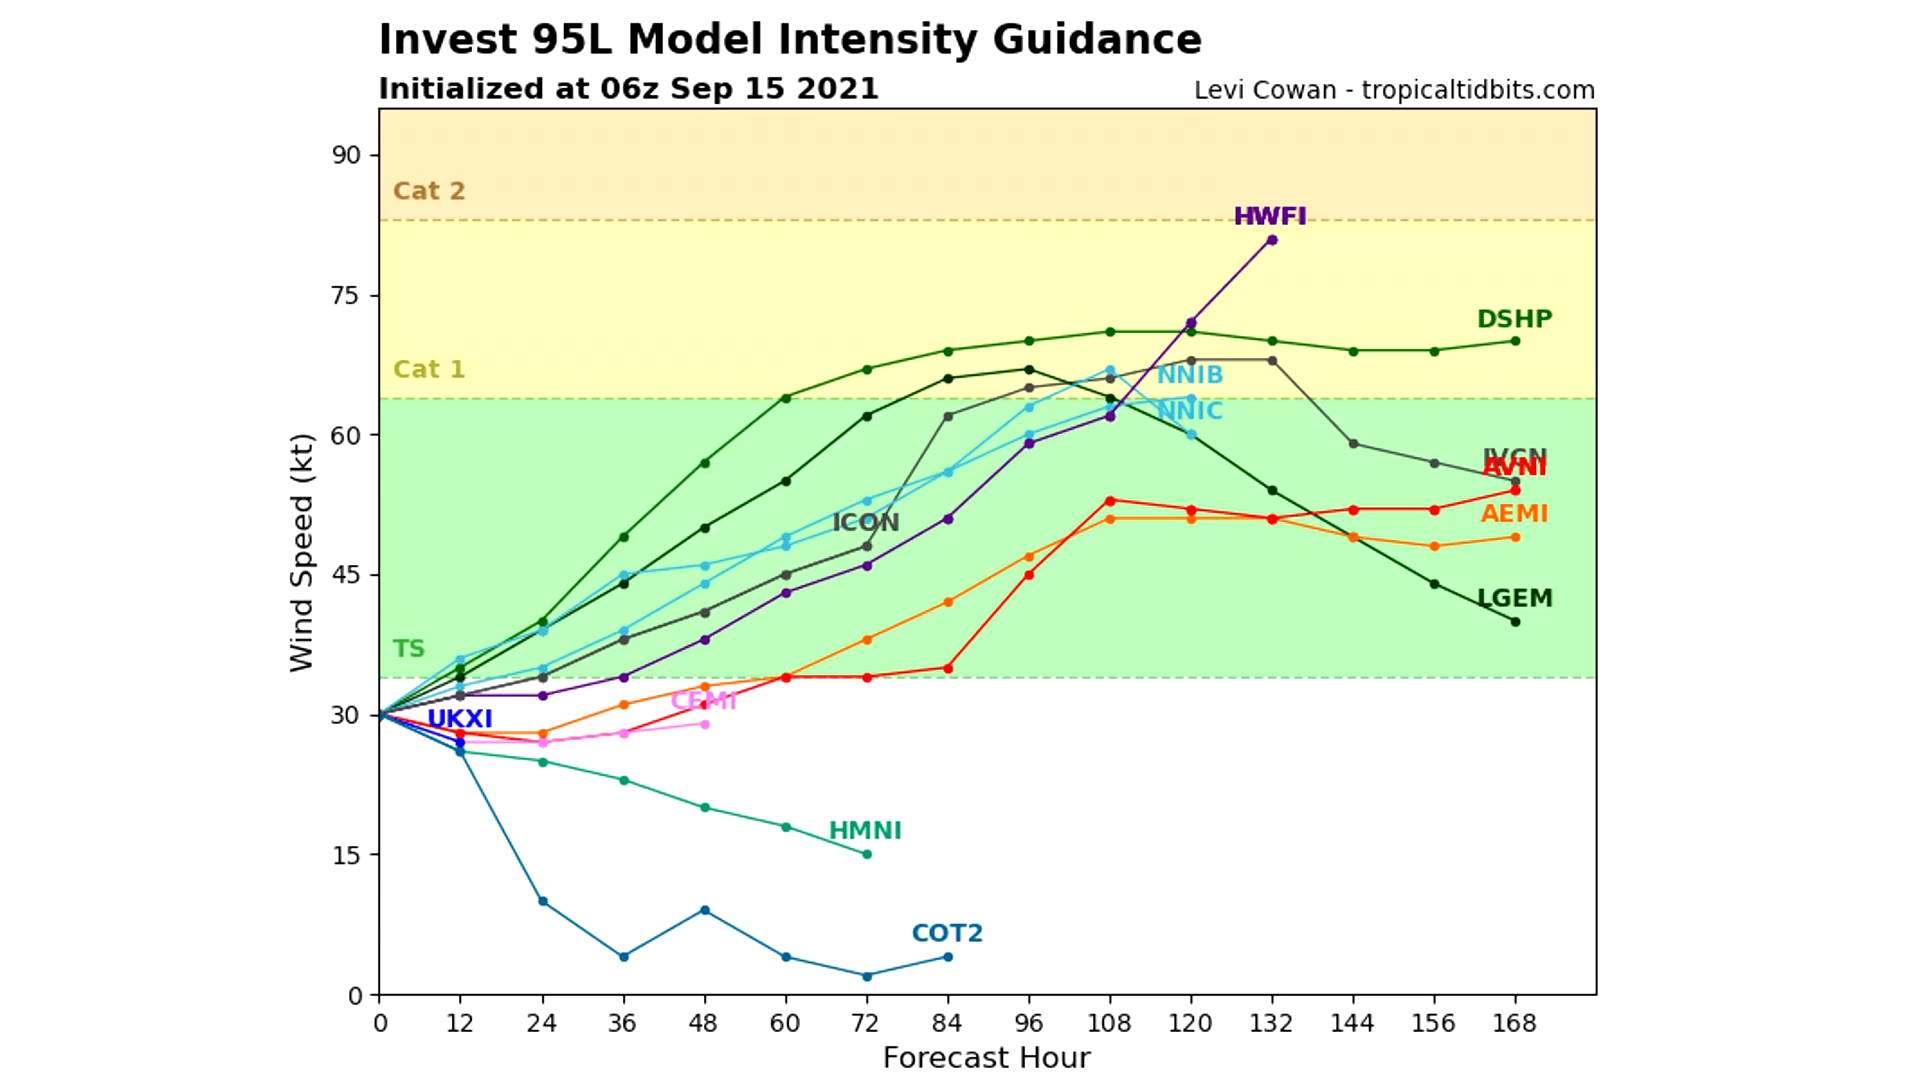 Invest 95L Model Intensity Guidance
Initialized at 06z Sep 15 2021
Levi Cowan - tropicaltidbits.com
90
Cat 2
HWFI
75
DSHP
Cat 1
NNIB
NNIC
60
IVCN
AVNI
ICON
AEMI
45
LGEM
TS
CEMI
30
UKXI
HMNI
15
COT2
0
Wind Speed (kt)
0 12 24 36 48 60 72 84 96 108 120 132 144 156 168
Forecast Hour